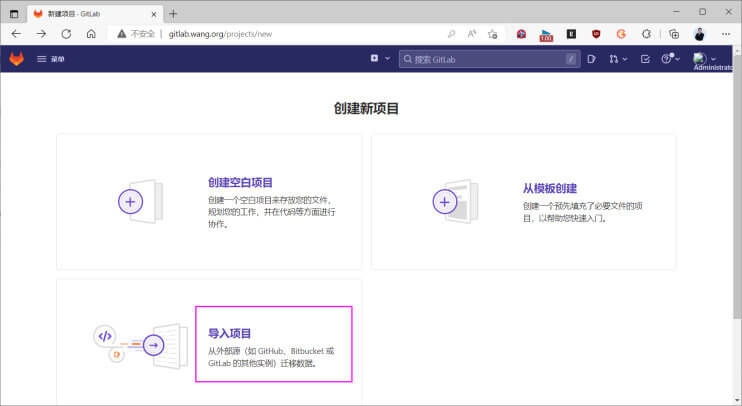 新建项目 · GitLab
不安全 | gitlab.wang.org/projects/new
1.00
菜单
搜索 GitLab
/
Administrator
创建新项目
创建空白项目
创建一个空白项目来存放您的文件，
规划您的工作，并在代码等方面进行
协作。
从模板创建
创建一个预先填充了必要文件的项
目，以帮助您快速入门。
导入项目
从外部源（如 GitHub、Bitbucket 或
GitLab 的其他实例）迁移数据。